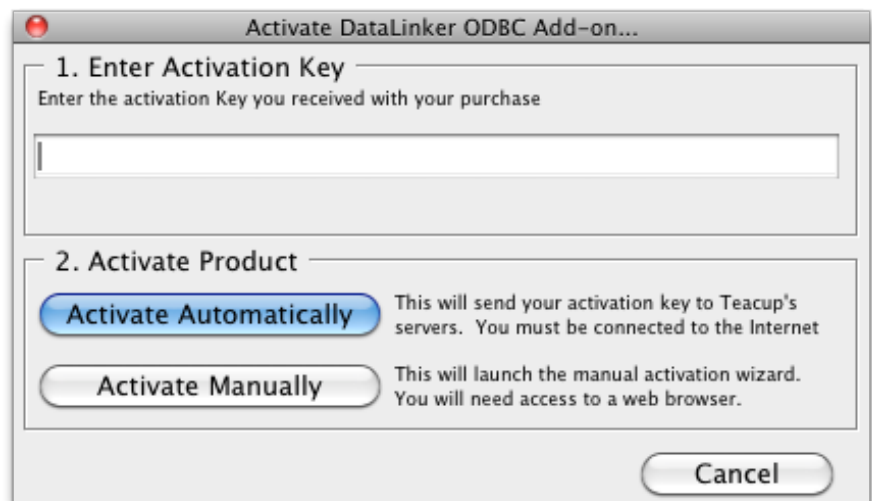 Activate DataLinker ODBC Add-on...
1. Enter Activation Key
Enter the activation Key you received with your purchase
2. Activate Product
Activate Automatically
This will send your activation key to Teacup's
servers.  You must be connected to the Internet
Activate Manually
This will launch the manual activation wizard.
You will need access to a web browser.
Cancel